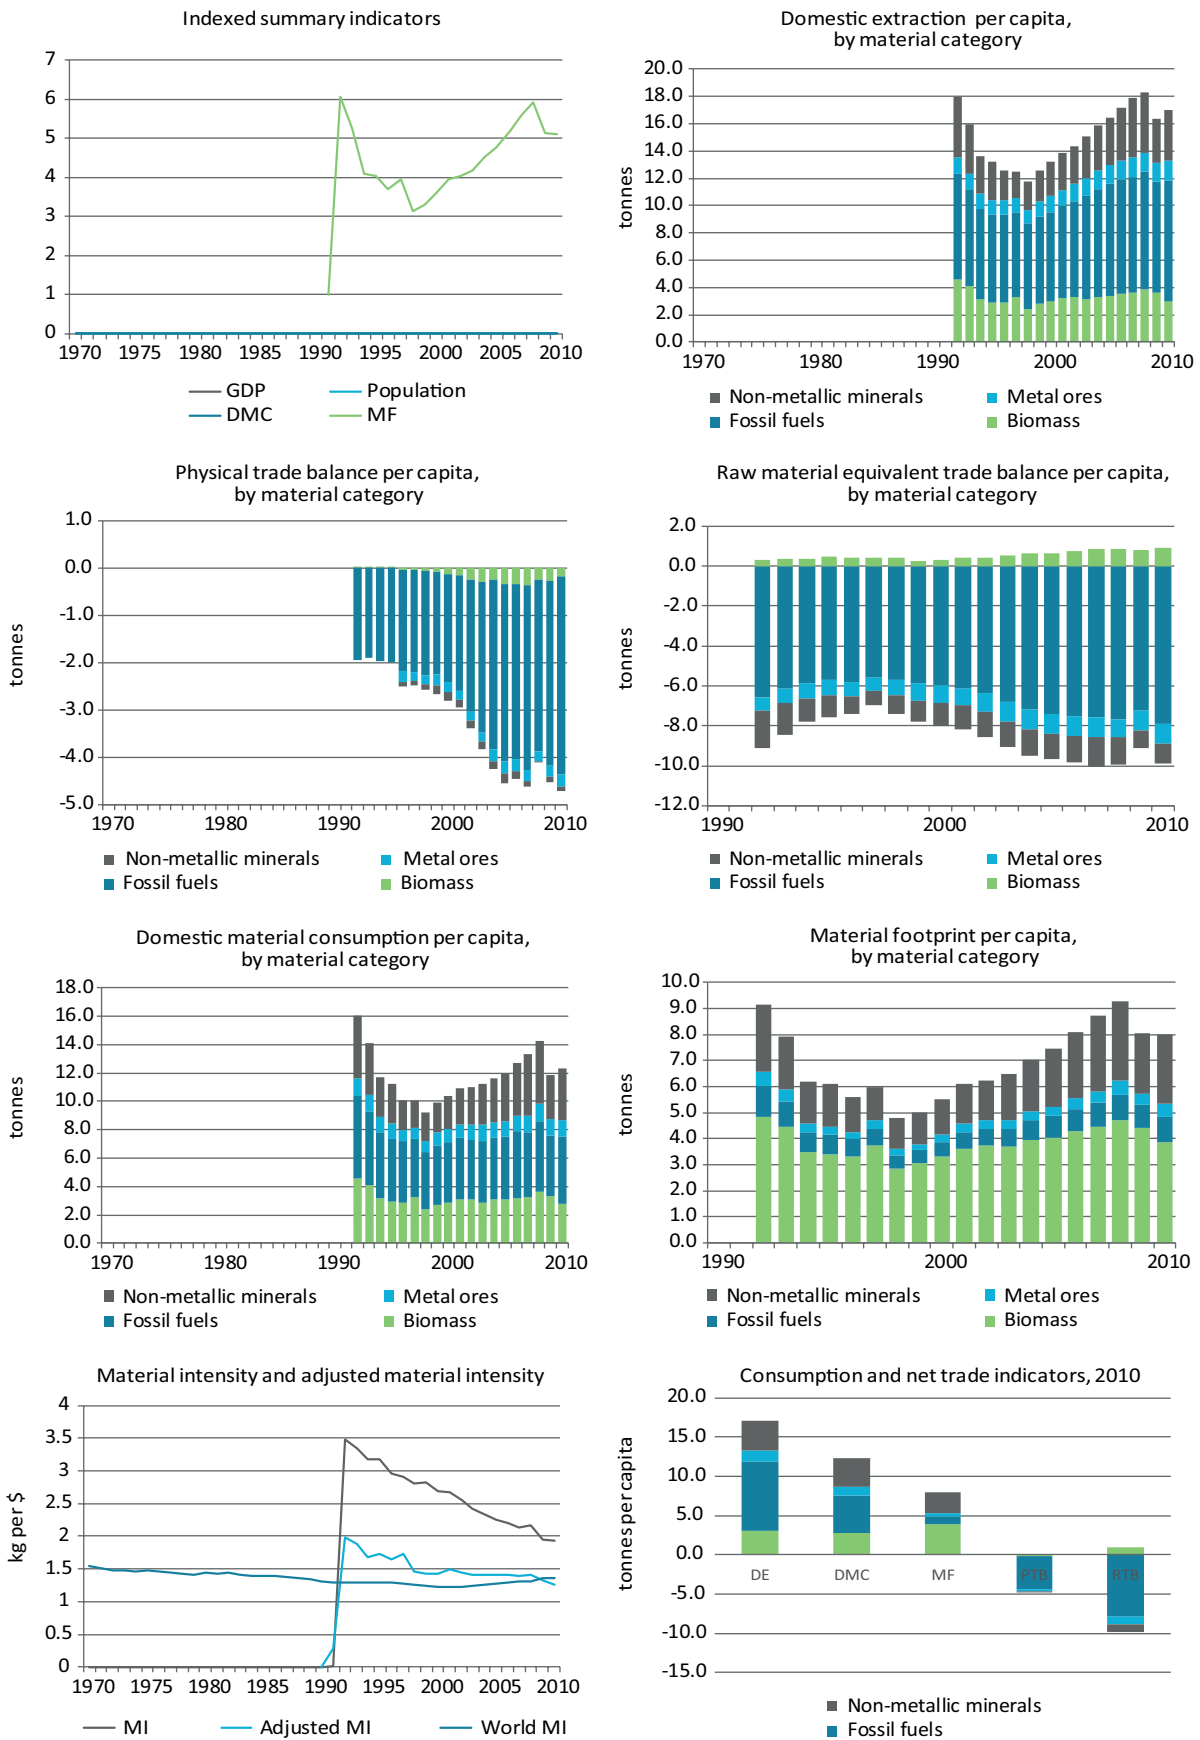 Indexed summary indicators
7
6
5
4
3
2
1
0
1970 1975 1980 1985 1990 1995 2000 2005 2010
GDP Population
DMC MF
Domestic extraction per capita,
by material category
tonnes
20.0
18.0
16.0
14.0
12.0
10.0
8.0
6.0
4.0
2.0
0.0
1970 1980 1990 2000 2010
Non-metallic minerals Metal ores
Fossil fuels Biomass
Physical trade balance per capita,
by material category
tonnes
1.0
0.0
-1.0
-2.0
-3.0
-4.0
-5.0
1970 1980 1990 2000 2010
Non-metallic minerals Metal ores
Fossil fuels Biomass
Raw material equivalent trade balance per capita,
by material category
tonnes
2.0
0.0
-2.0
-4.0
-6.0
-8.0
-10.0
-12.0
1990 2000 2010
Non-metallic minerals Metal ores
Fossil fuels Biomass
Domestic material consumption per capita,
by material category
tonnes
18.0
16.0
14.0
12.0
10.0
8.0
6.0
4.0
2.0
0.0
1970 1980 1990 2000 2010
Non-metallic minerals Metal ores
Fossil fuels Biomass
Material footprint per capita,
by material category
tonnes
10.0
9.0
8.0
7.0
6.0
5.0
4.0
3.0
2.0
1.0
0.0
1990 2000 2010
Non-metallic minerals Metal ores
Fossil fuels Biomass
Material intensity and adjusted material intensity
kg per $
4
3.5
3
2.5
2
1.5
1
0.5
0
1970 1975 1980 1985 1990 1995 2000 2005 2010
MI Adjusted MI World MI
Consumption and net trade indicators, 2010
tonnes per capita
20.0
15.0
10.0
5.0
0.0
-5.0
-10.0
-15.0
DE DMC MF PTB RTB
Non-metallic minerals
Fossil fuels